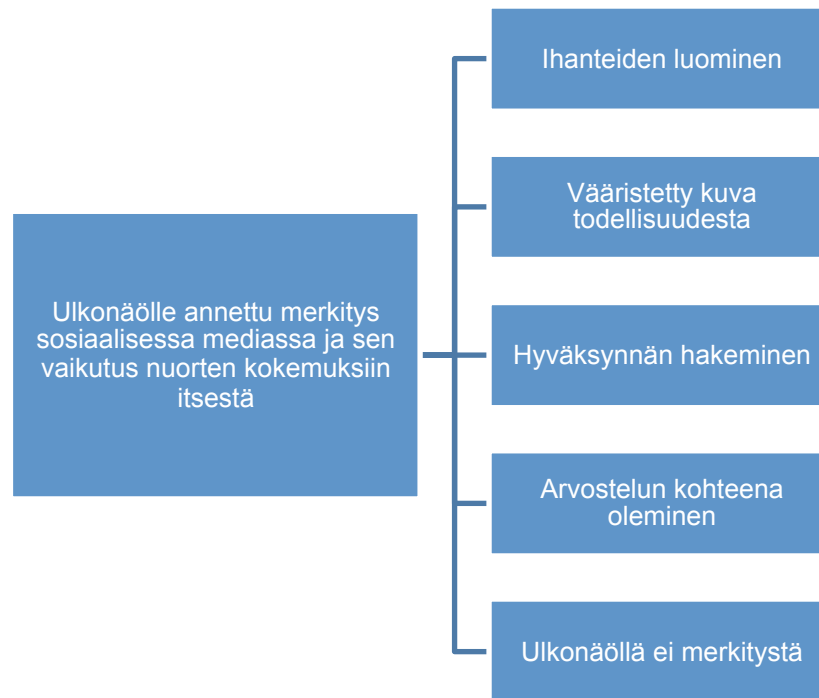 Ulkonäölle annettu merkitys
sosiaalisessa mediassa ja sen
vaikutus nuorten kokemuksiin
itsestä
Ihanteiden luominen
Vääristetty kuva
todellisuudesta
Hyväksynnän hakeminen
Arvostelun kohteena
oleminen
Ulkonäöllä ei merkitystä